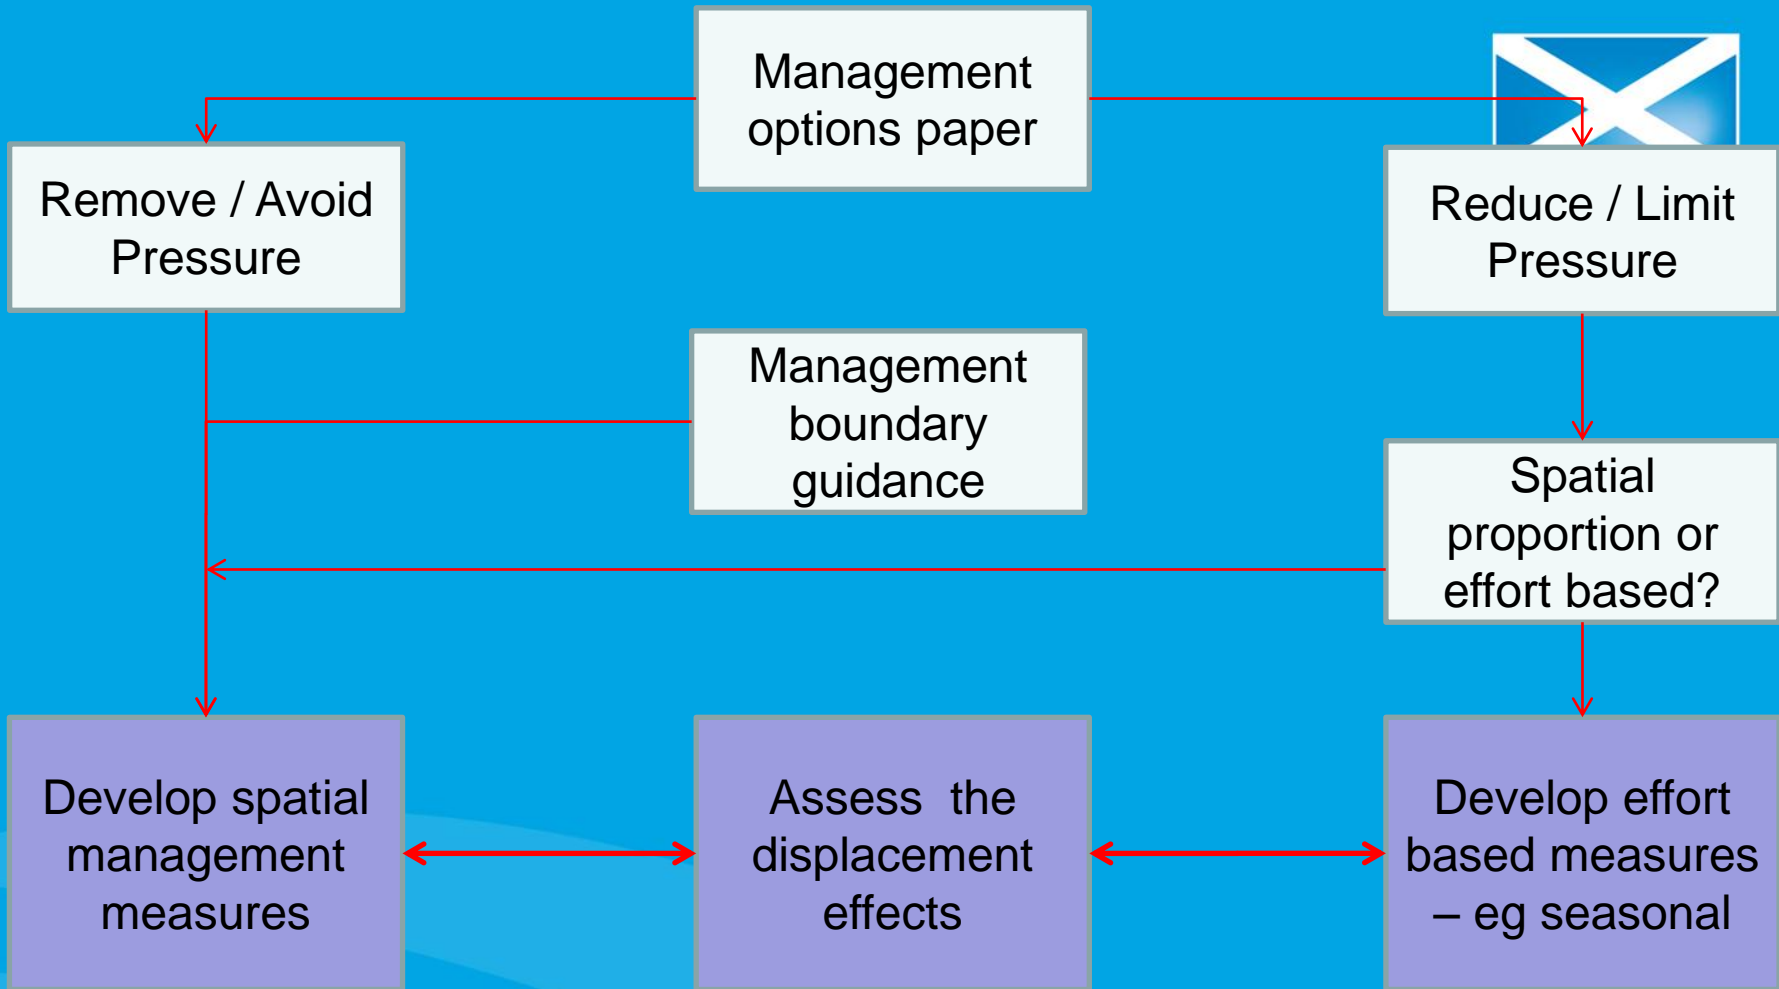 Management
options paper
Remove / Avoid
Pressure
Reduce / Limit
Pressure
Management
boundary
guidance
Spatial
proportion or
effort based?
Develop spatial
management
measures
Assess the
displacement
effects
Develop effort
based measures
– eg seasonal